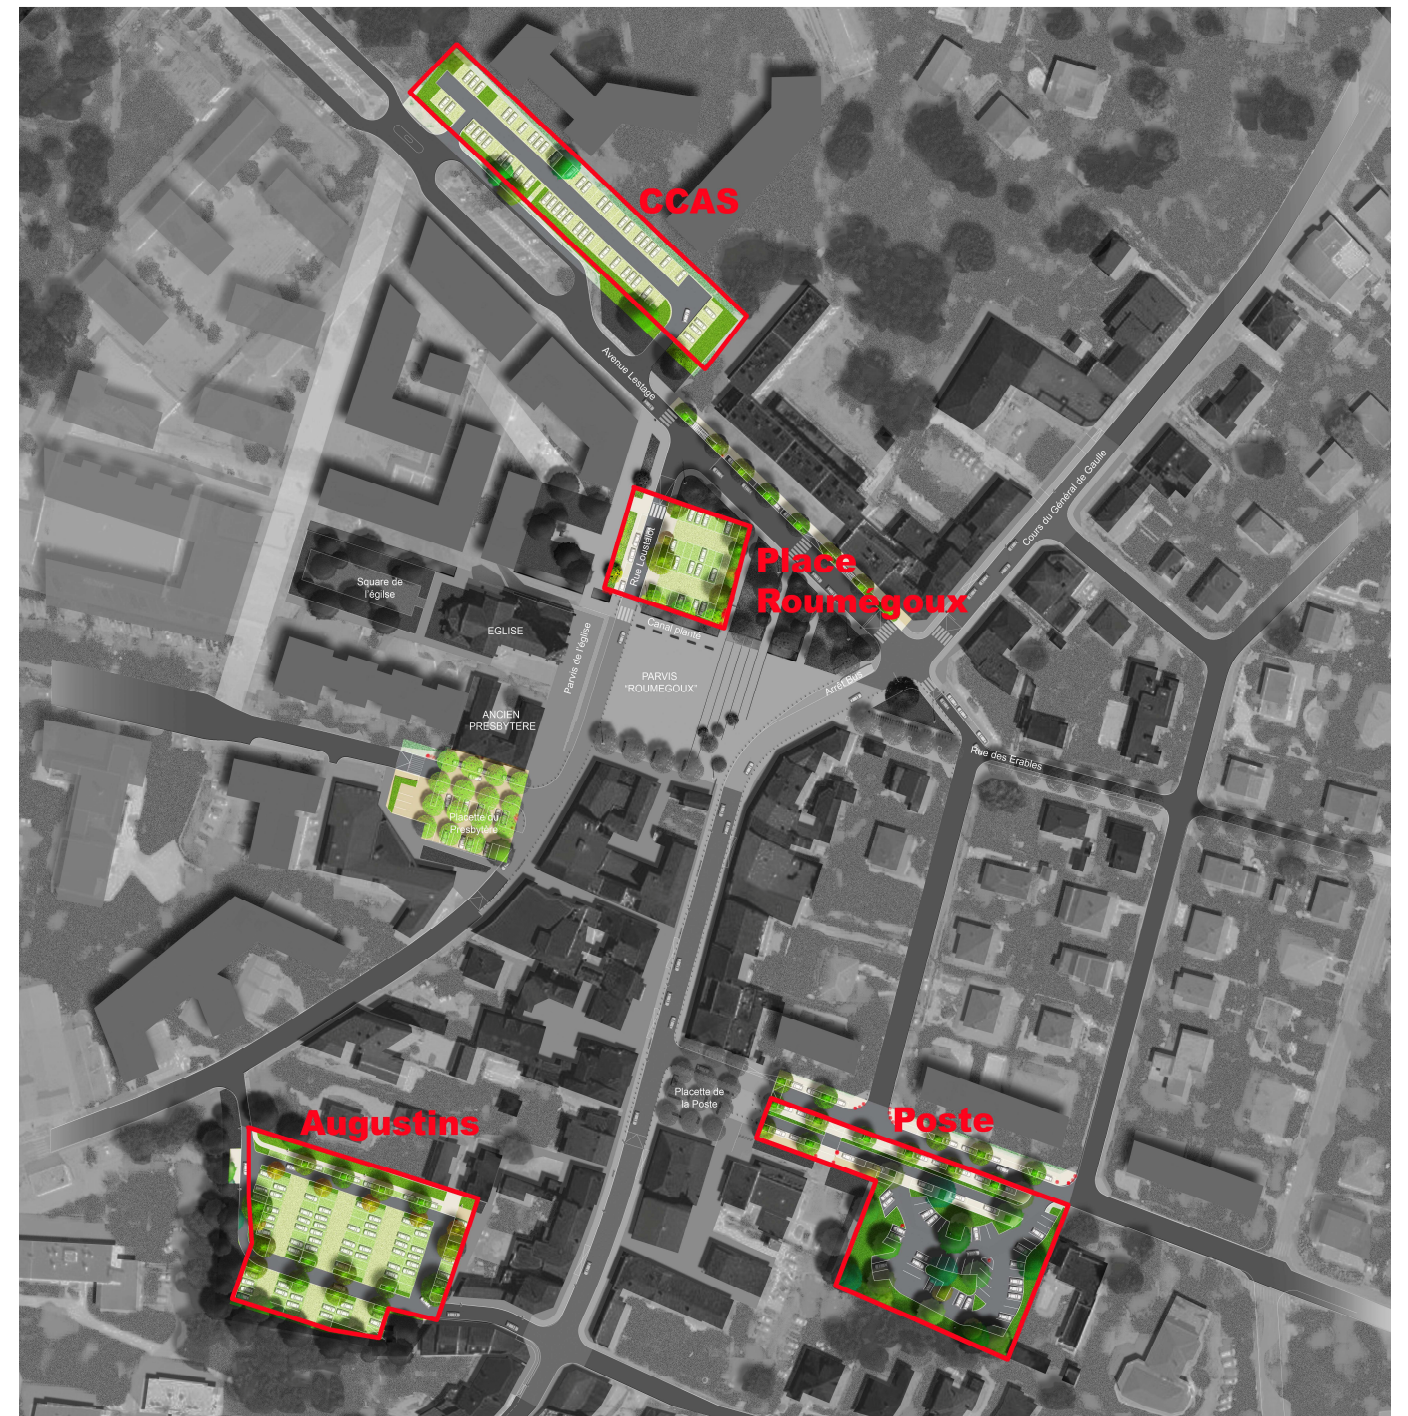 CCAS
Avenue Lestage
Cours du Général de Gaulle
Place
Roumégoux
Rue Loustalot
Square de
l'égilse
EGLISE
Canal planté
Parvis de l'église
PARVIS
"ROUMEGOUX"
Arrêt Bus
ANCIEN
PRESBYTERE
Rue des Erables
Placette du
Presbytère
Placette de
la Poste
Poste
Augustins